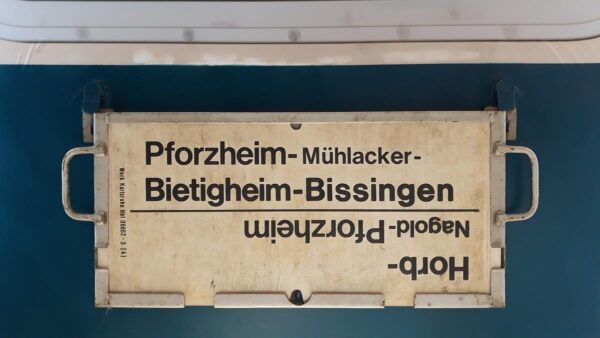 Pforzheim- Mühlacker-
Bietigheim-Bissingen
Horb-
Nagold-Pforzheim